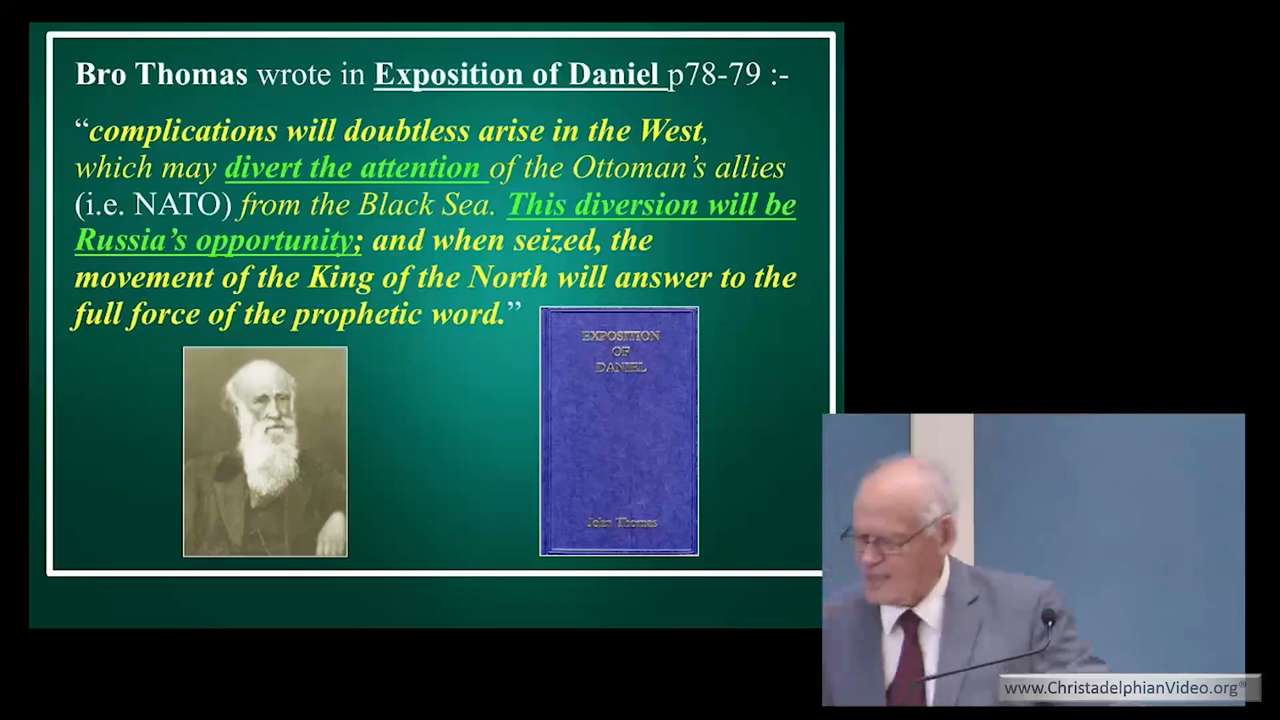 Bro Thomas wrote in Exposition of Daniel p78-79 :-
“complications will doubtless arise in the West,
which may divert the attention of the Ottoman’s allies
(i.e. NATO) from the Black Sea. This diversion will be
Russia’s opportunity; and when seized, the
movement of the King of the North will answer to the
full force of the prophetic word.”
EXPOSITION
OF
DANIEL
John Thomas
www.ChristadelphianVideo.org®